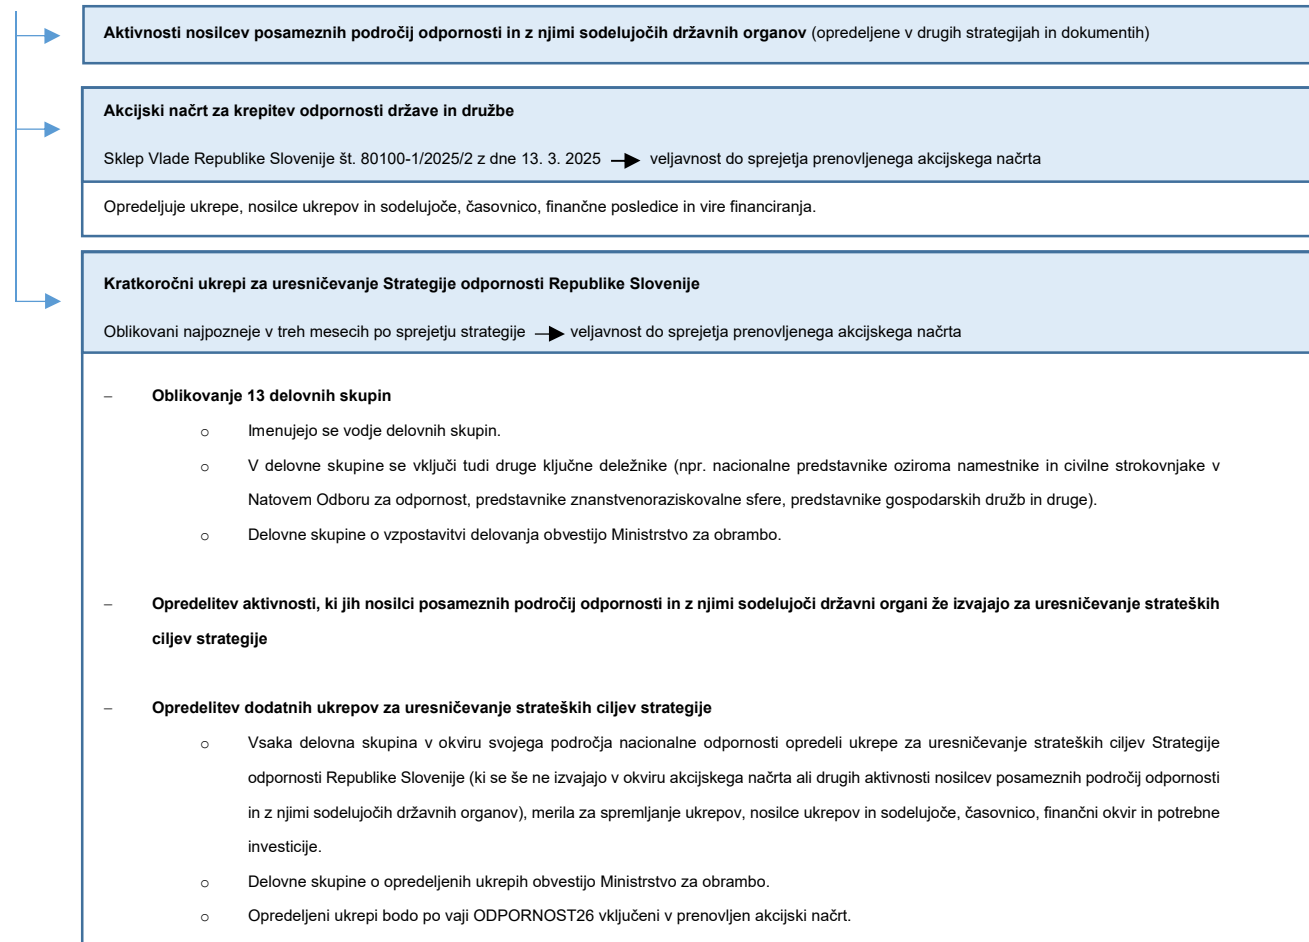 Aktivnosti nosilcev posameznih področij odpornosti in z njimi sodelujočih državnih organov (opredeljene v drugih strategijah in dokumentih)
Akcijski načrt za krepitev odpornosti države in družbe
Sklep Vlade Republike Slovenije št. 80100-1/2025/2 z dne 13. 3. 2025 → veljavnost do sprejetja prenovljenega akcijskega načrta
Opredeljuje ukrepe, nosilce ukrepov in sodelujoče, časovnico, finančne posledice in vire financiranja.
Kratkoročni ukrepi za uresničevanje Strategije odpornosti Republike Slovenije
Oblikovani najpozneje v treh mesecih po sprejetju strategije → veljavnost do sprejetja prenovljenega akcijskega načrta
– Oblikovanje 13 delovnih skupin
o Imenujejo se vodje delovnih skupin.
o V delovne skupine se vključi tudi druge ključne deležnike (npr. nacionalne predstavnike oziroma namestnike in civilne strokovnjake v
Natovem Odboru za odpornost, predstavnike znanstvenoraziskovalne sfere, predstavnike gospodarskih družb in druge).
o Delovne skupine o vzpostavitvi delovanja obvestijo Ministrstvo za obrambo.
– Opredelitev aktivnosti, ki jih nosilci posameznih področij odpornosti in z njimi sodelujoči državni organi že izvajajo za uresničevanje strateških
ciljev strategije
– Opredelitev dodatnih ukrepov za uresničevanje strateških ciljev strategije
o Vsaka delovna skupina v okviru svojega področja nacionalne odpornosti opredeli ukrepe za uresničevanje strateških ciljev Strategije
odpornosti Republike Slovenije (ki se še ne izvajajo v okviru akcijskega načrta ali drugih aktivnosti nosilcev posameznih področij odpornosti
in z njimi sodelujočih državnih organov), merila za spremljanje ukrepov, nosilce ukrepov in sodelujoče, časovnico, finančni okvir in potrebne
investicije.
o Delovne skupine o opredeljenih ukrepih obvestijo Ministrstvo za obrambo.
o Opredeljeni ukrepi bodo po vaji ODPORNOST26 vključeni v prenovljen akcijski načrt.